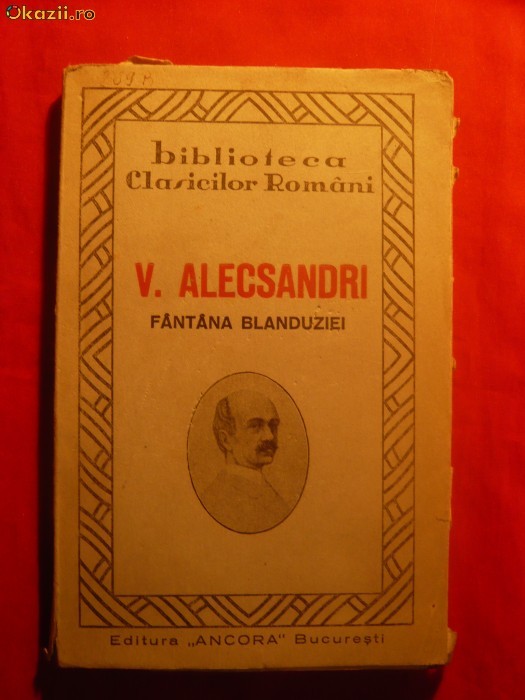 Okazii.ro
biblioteca
Clasicilor Români
V. ALECSANDRI
FÂNTÂNA BLANDUZIEI
Editura „ANCORA" București